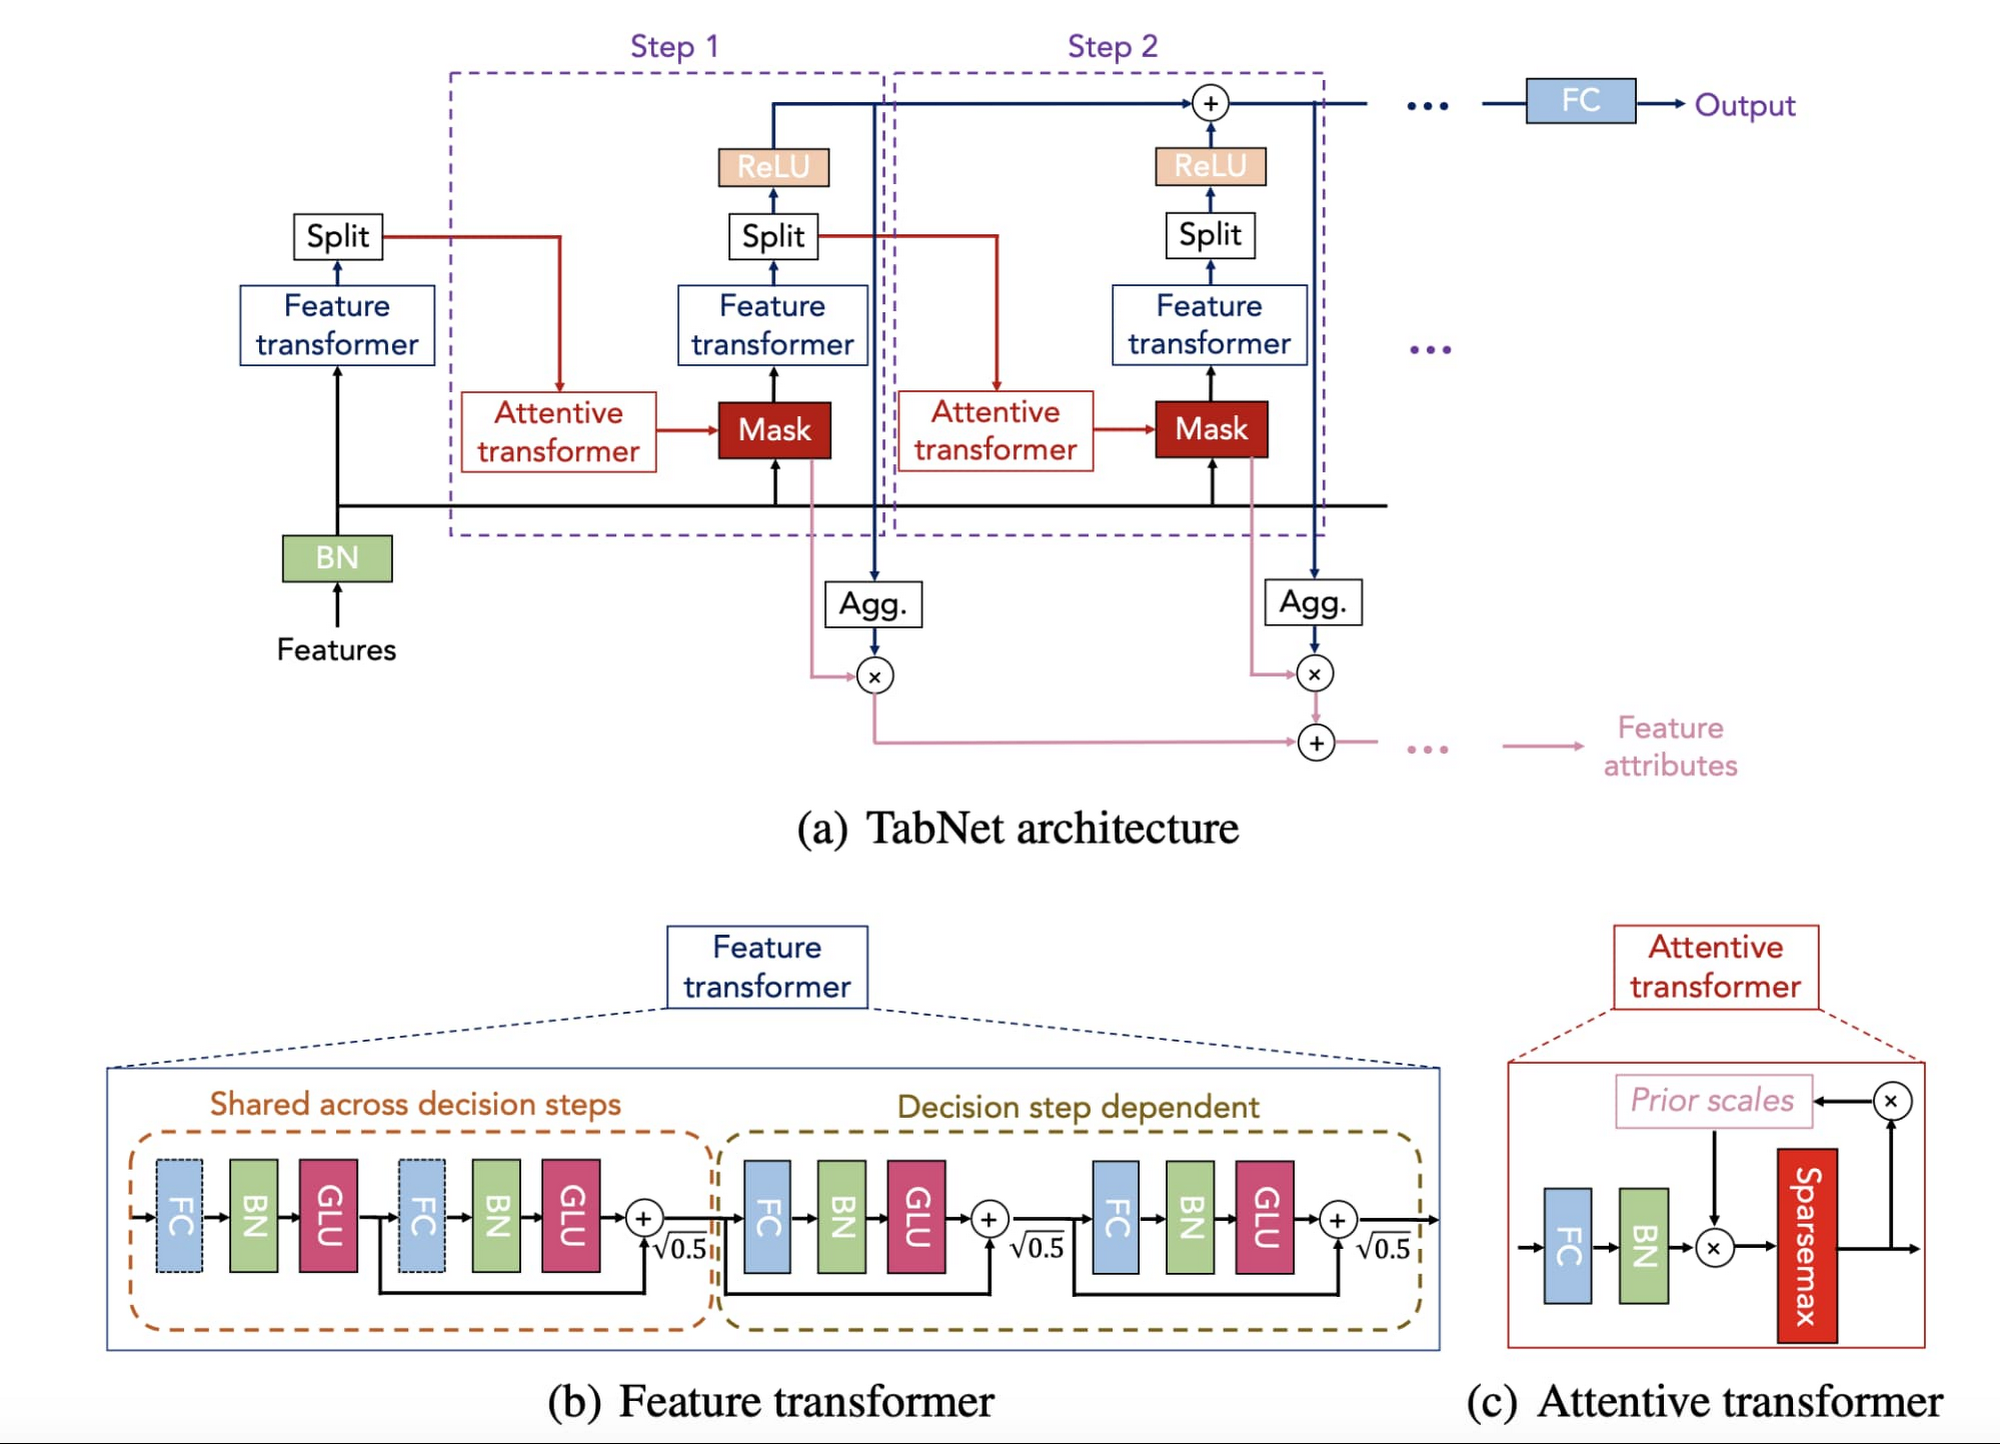 Step 1
Step 2
FC
Output
ReLU
ReLU
Split
Split
Split
Feature
transformer
Feature
transformer
Feature
transformer
Attentive
transformer
Mask
Attentive
transformer
Mask
BN
Agg.
Agg.
Features
Feature
attributes
(a) TabNet architecture
Feature
transformer
Attentive
transformer
Shared across decision steps
Decision step dependent
FC
BN
GLU
FC
BN
GLU
√0.5
FC
BN
GLU
√0.5
FC
BN
GLU
√0.5
Prior scales
FC
BN
Sparsemax
(b) Feature transformer
(c) Attentive transformer